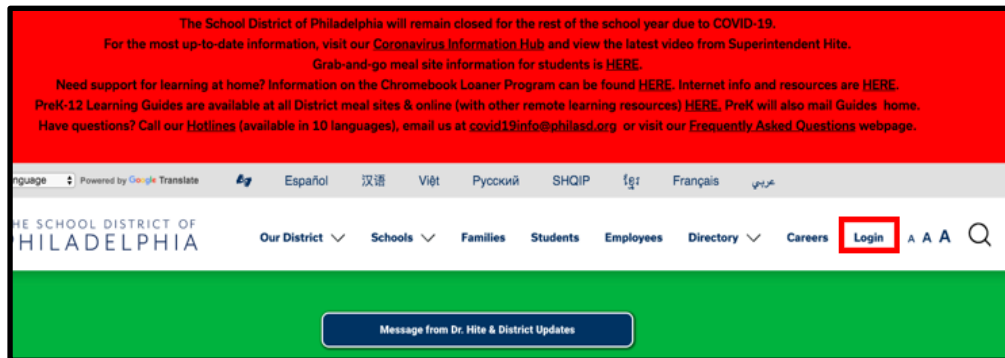 The School District of Philadelphia will remain closed for the rest of the school year due to COVID-19.
For the most up-to-date information, visit our Coronavirus Information Hub and view the latest video from Superintendent Hite.
Grab-and-go meal site information for students is HERE.
Need support for learning at home? Information on the Chromebook Loaner Program can be found HERE. Internet info and resources are HERE.
PreK-12 Learning Guides are available at all District meal sites & online (with other remote learning resources) HERE. PreK will also mail Guides home.
Have questions? Call our Hotlines (available in 10 languages), email us at covid19info@philasd.org or visit our Frequently Asked Questions webpage.
nguage Powered by Google Translate Español 汉语 Việt Русский SHQIP ខ្មែរ Français عربي
HE SCHOOL DISTRICT OF
PHILADELPHIA
Our District Schools Families Students Employees Directory Careers Login A A A
Message from Dr. Hite & District Updates